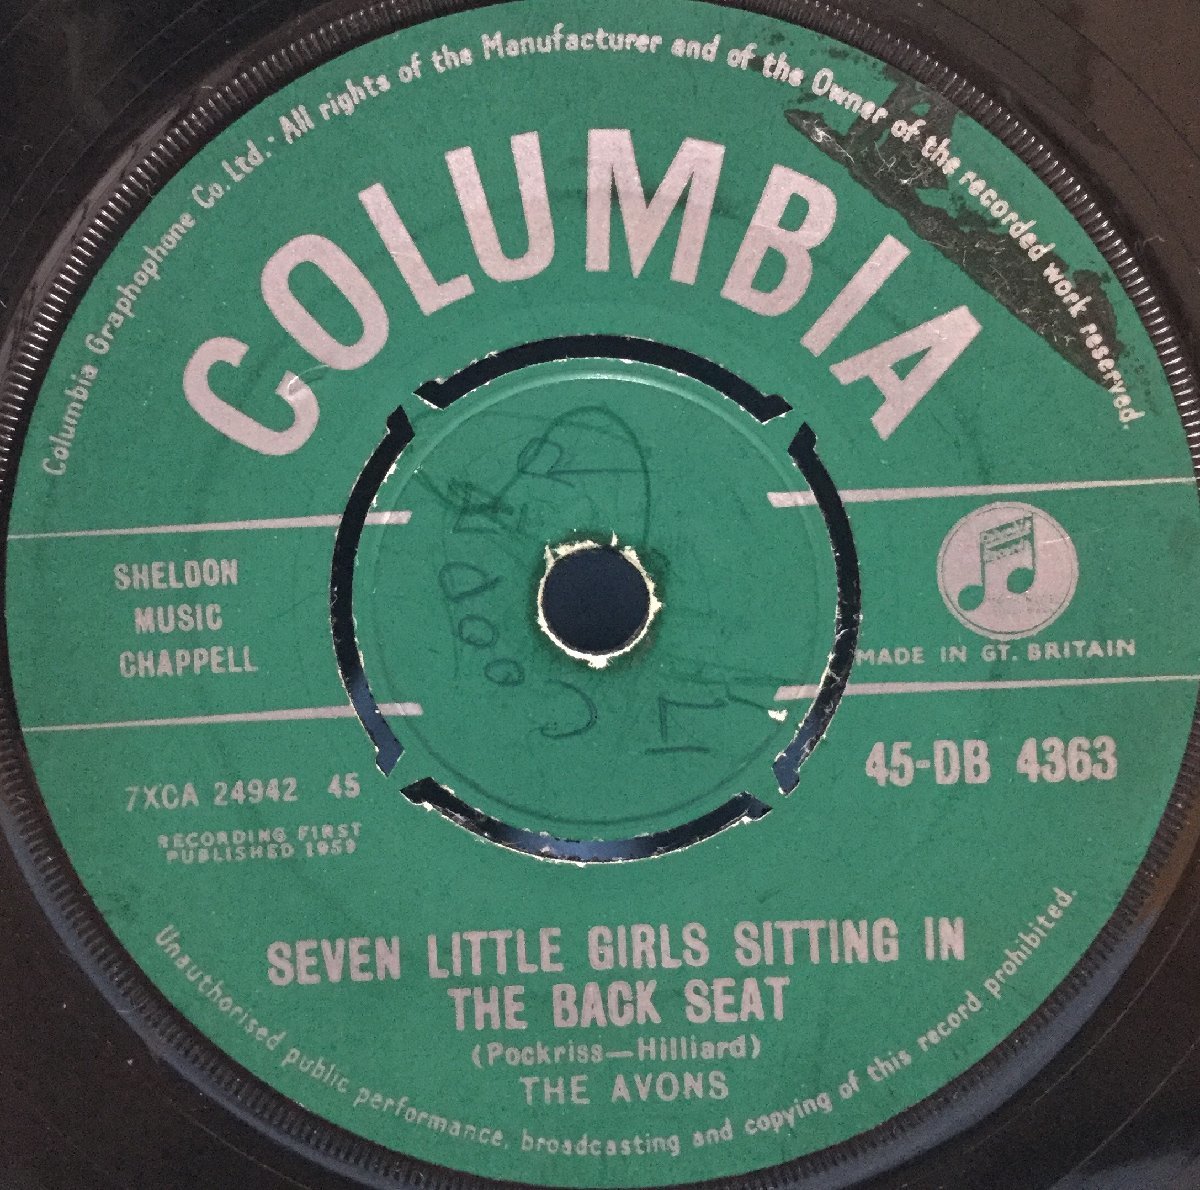 Columbia Graphophone Co. Ltd.· All rights of the Manufacturer and of the Owner of the recorded work reserved.
COLUMBIA
SHELDON
MUSIC
CHAPPELL
MADE IN GT. BRITAIN
7XCA 24942 45
45-DB 4363
RECORDING FIRST
PUBLISHED 1959
SEVEN LITTLE GIRLS SITTING IN
THE BACK SEAT
(Pockriss—Hilliard)
THE AVONS
Unauthorised public performance, broadcasting and copying of this record prohibited.